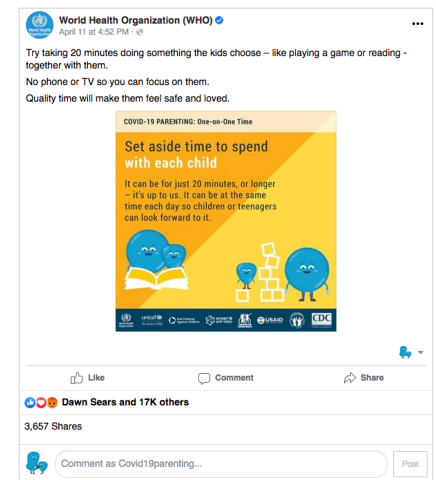 World Health Organization (WHO)
April 11 at 4:52 PM ·
Try taking 20 minutes doing something the kids choose – like playing a game or reading -
together with them.
No phone or TV so you can focus on them.
Quality time will make them feel safe and loved.
COVID-19 PARENTING: One-on-One Time
Set aside time to spend
with each child
It can be for just 20 minutes, or longer
– it's up to us. It can be at the same
time each day so children or teenagers
can look forward to it.
unicef
USAID
CDC
Like
Comment
Share
Dawn Sears and 17K others
3,657 Shares
Comment as Covid19parenting...
Post